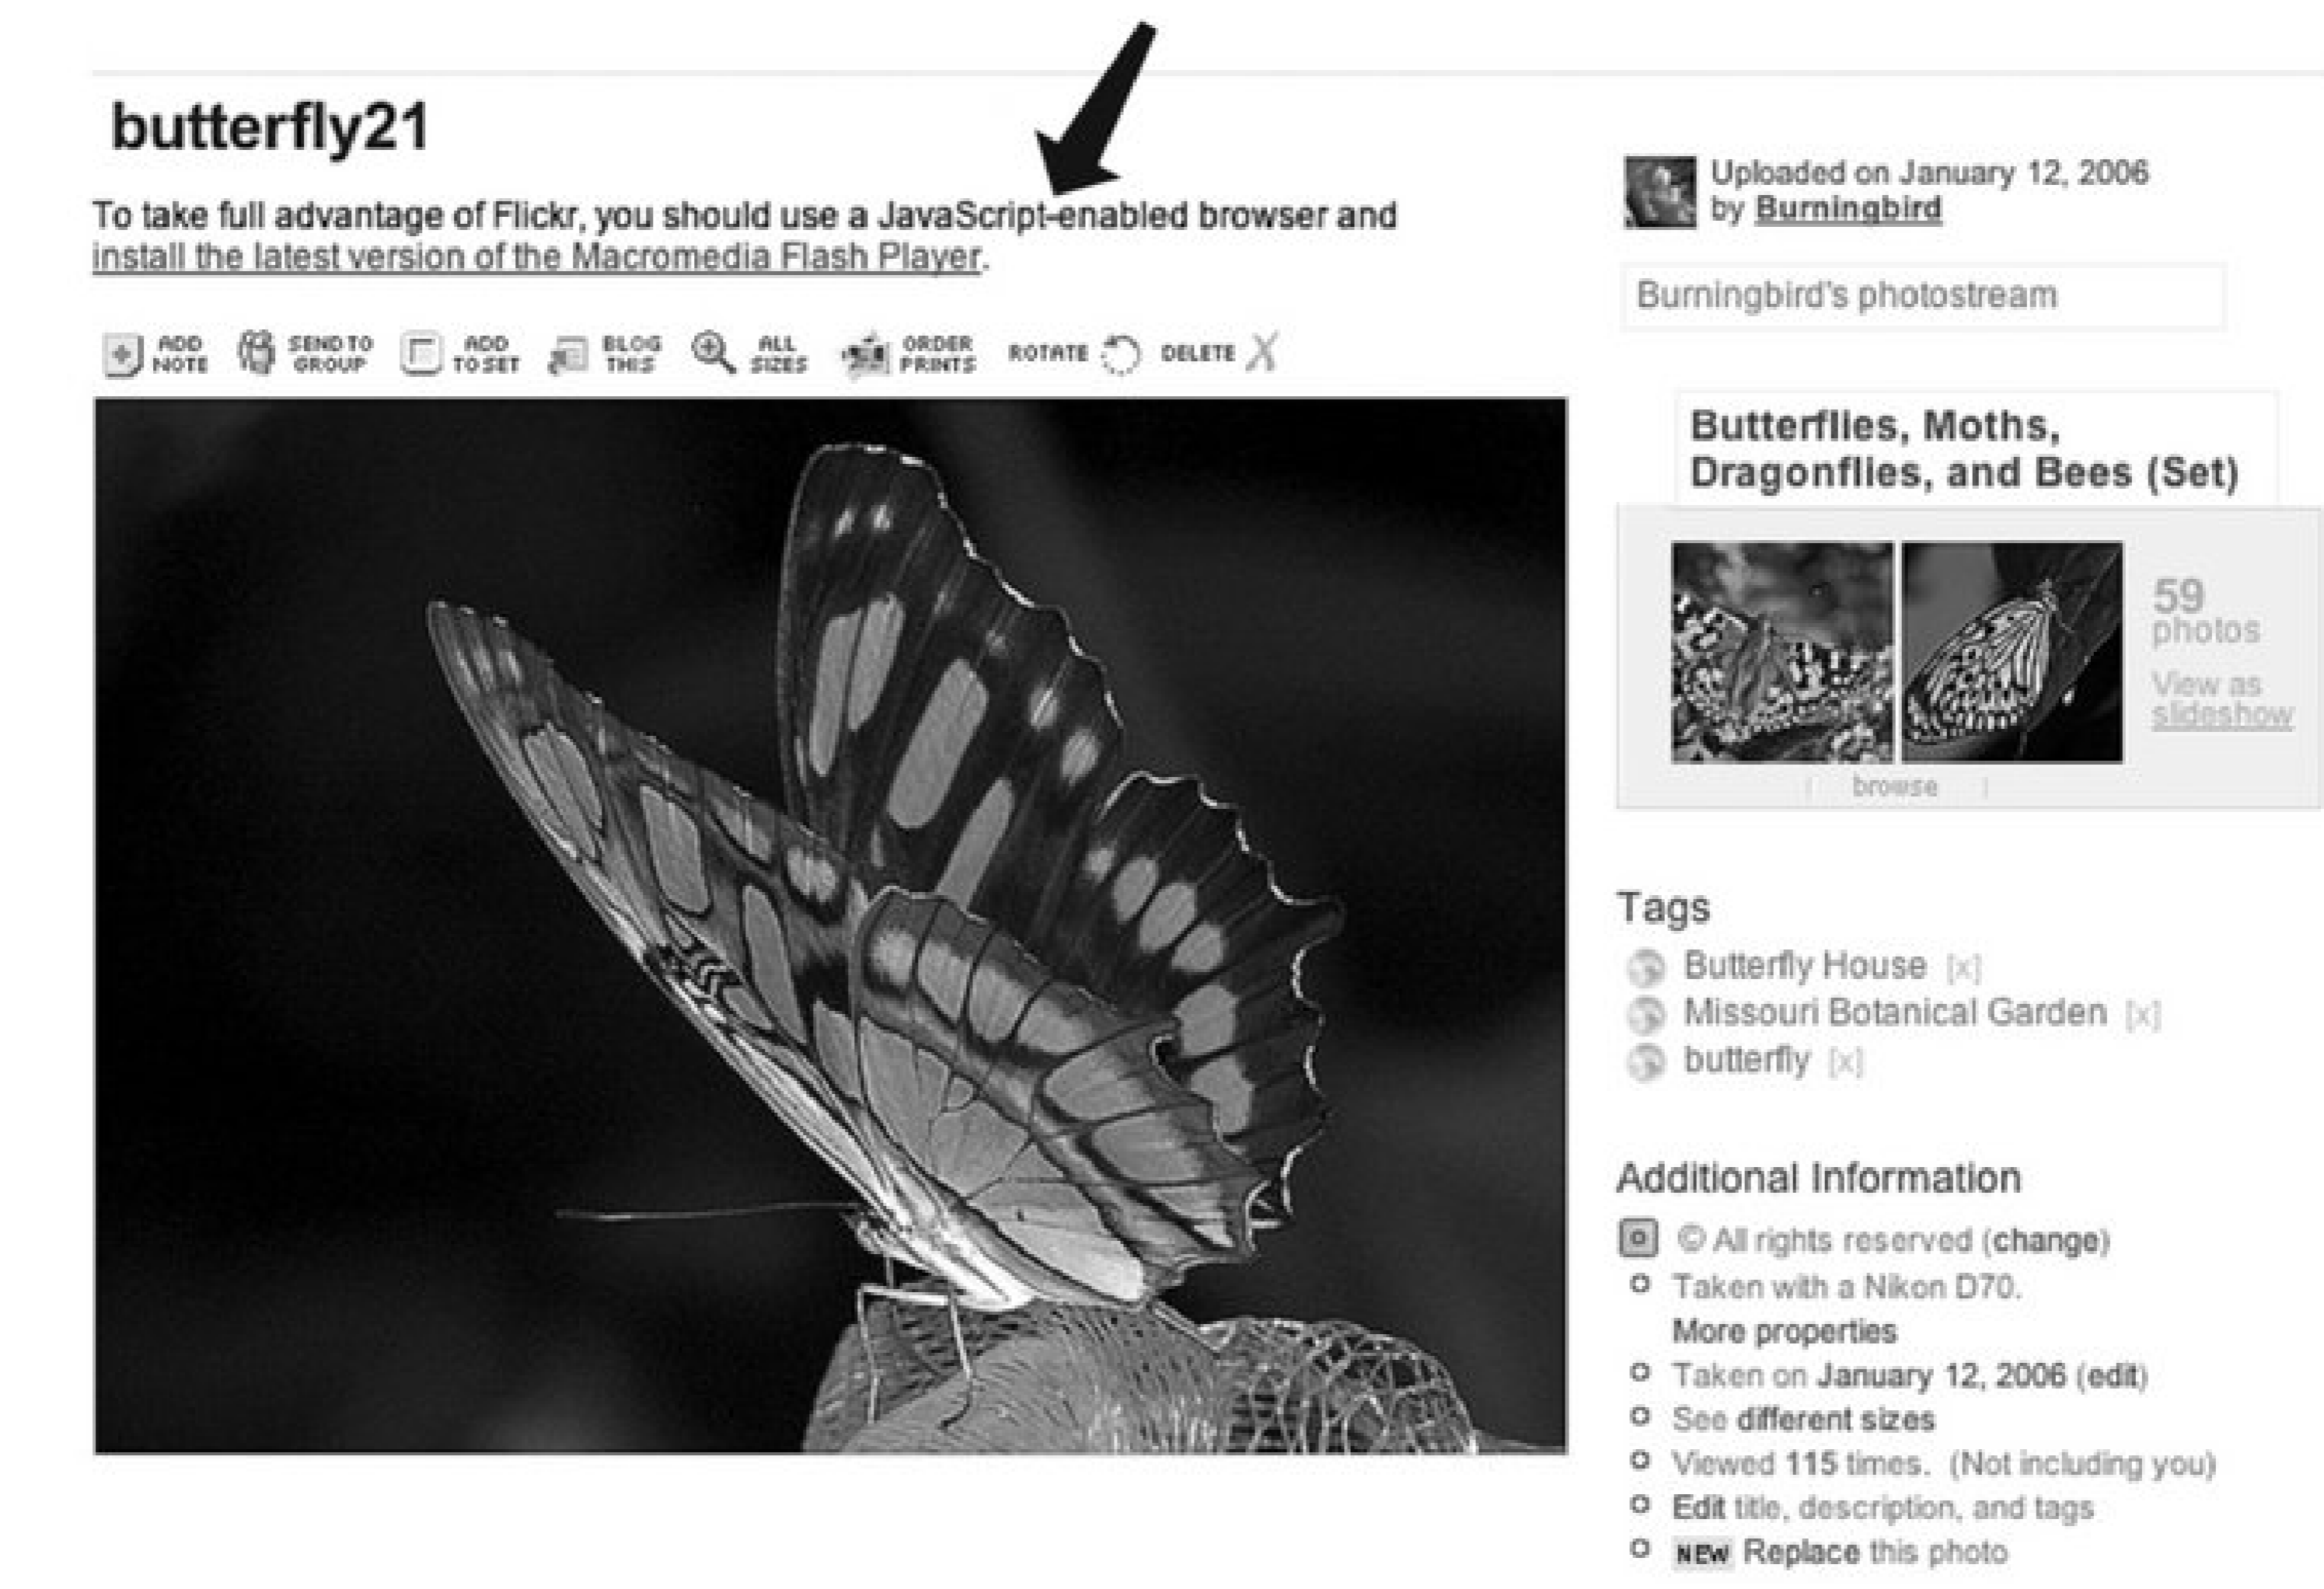 butterfly21
To take full advantage of Flickr, you should use a JavaScript-enabled browser and
install the latest version of the Macromedia Flash Player.
ADD NOTE
SEND TO GROUP
ADD TO SET
BLOG THIS
ALL SIZES
ORDER PRINTS
ROTATE
DELETE
Uploaded on January 12, 2006
by Burningbird
Burningbird's photostream
Butterflies, Moths,
Dragonflies, and Bees (Set)
59
photos
View as
slideshow
browse
Tags
Butterfly House [x]
Missouri Botanical Garden [x]
butterfly [x]
Additional Information
© All rights reserved (change)
Taken with a Nikon D70.
More properties
Taken on January 12, 2006 (edit)
See different sizes
Viewed 115 times. (Not including you)
Edit title, description, and tags
NEW Replace this photo